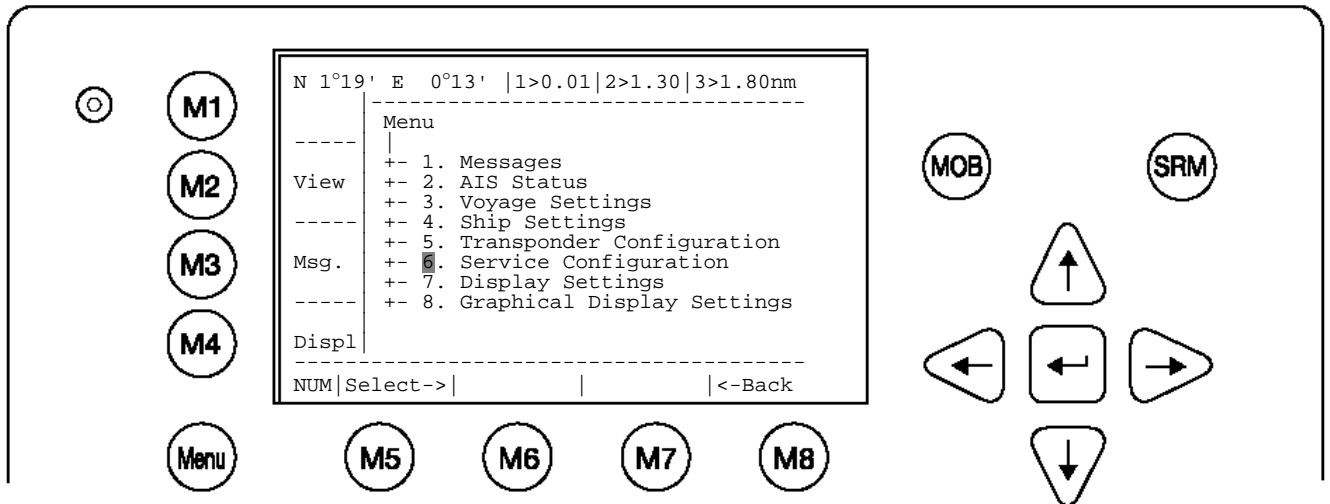 N 1°19' E 0°13' |1>0.01|2>1.30|3>1.80nm
M1
Menu
M2
View
+- 1. Messages
+- 2. AIS Status
+- 3. Voyage Settings
+- 4. Ship Settings
+- 5. Transponder Configuration
M3
Msg.
+- 6. Service Configuration
+- 7. Display Settings
+- 8. Graphical Display Settings
M4
Displ
NUM|Select->| | |<-Back
MOB
SRM
Menu
M5
M6
M7
M8